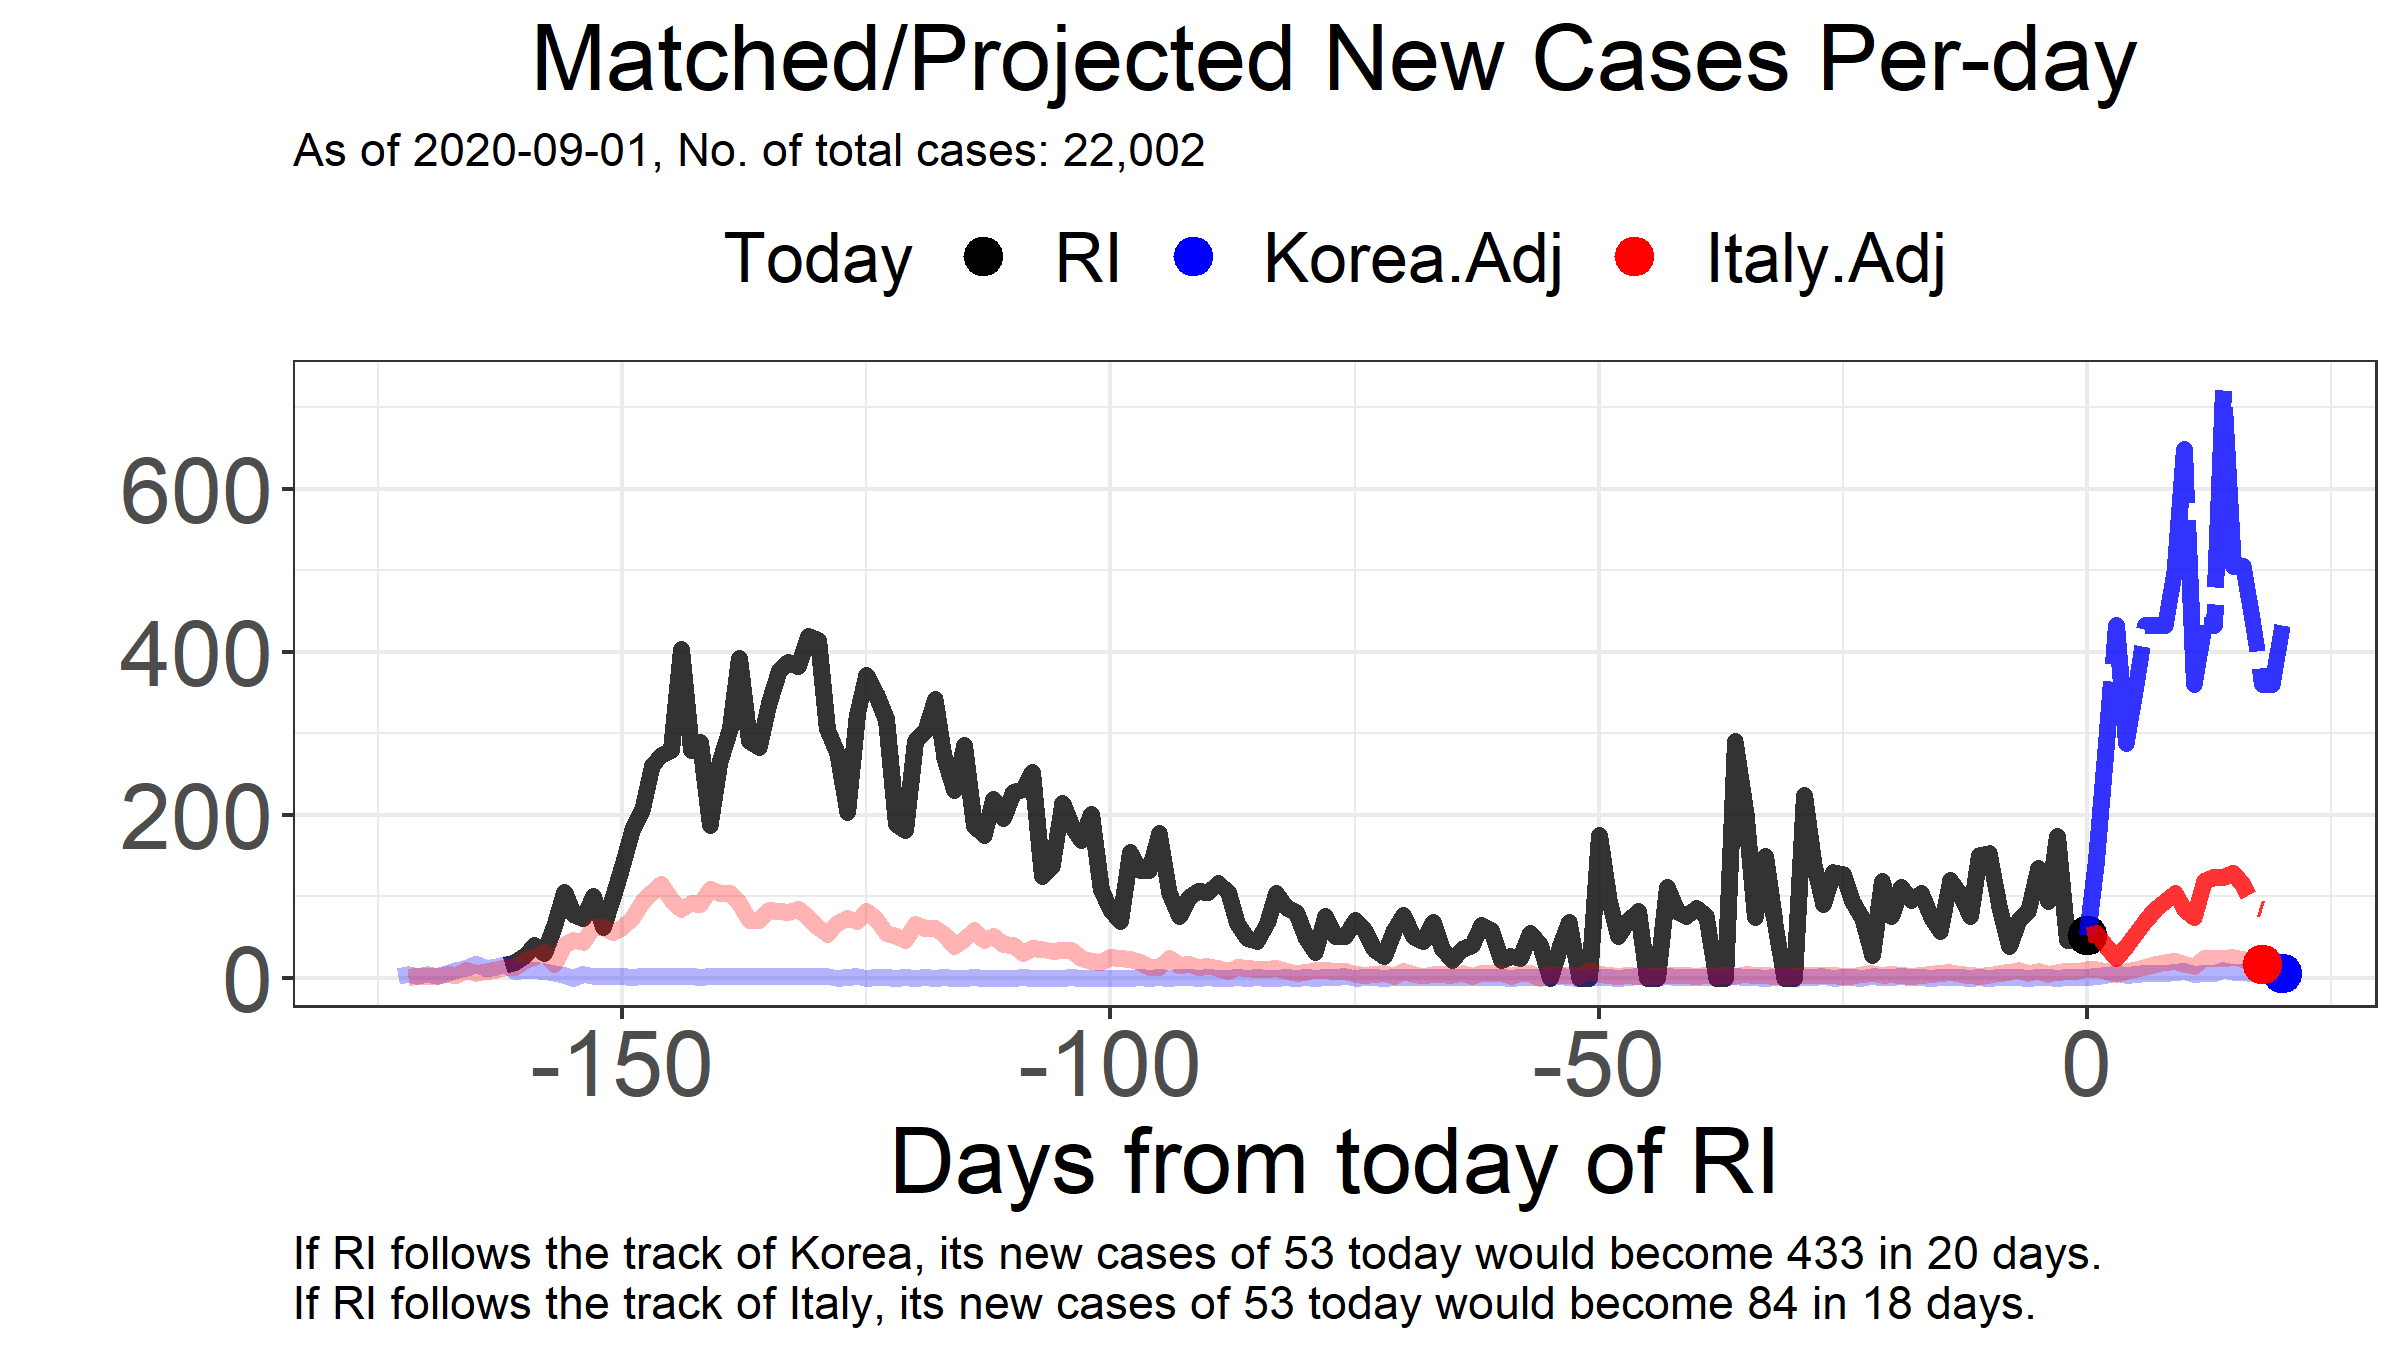 Matched/Projected New Cases Per-day
As of 2020-09-01, No. of total cases: 22,002
Today RI Korea.Adj Italy.Adj
600
400
200
0
-150 -100 -50 0
Days from today of RI
If RI follows the track of Korea, its new cases of 53 today would become 433 in 20 days.
If RI follows the track of Italy, its new cases of 53 today would become 84 in 18 days.